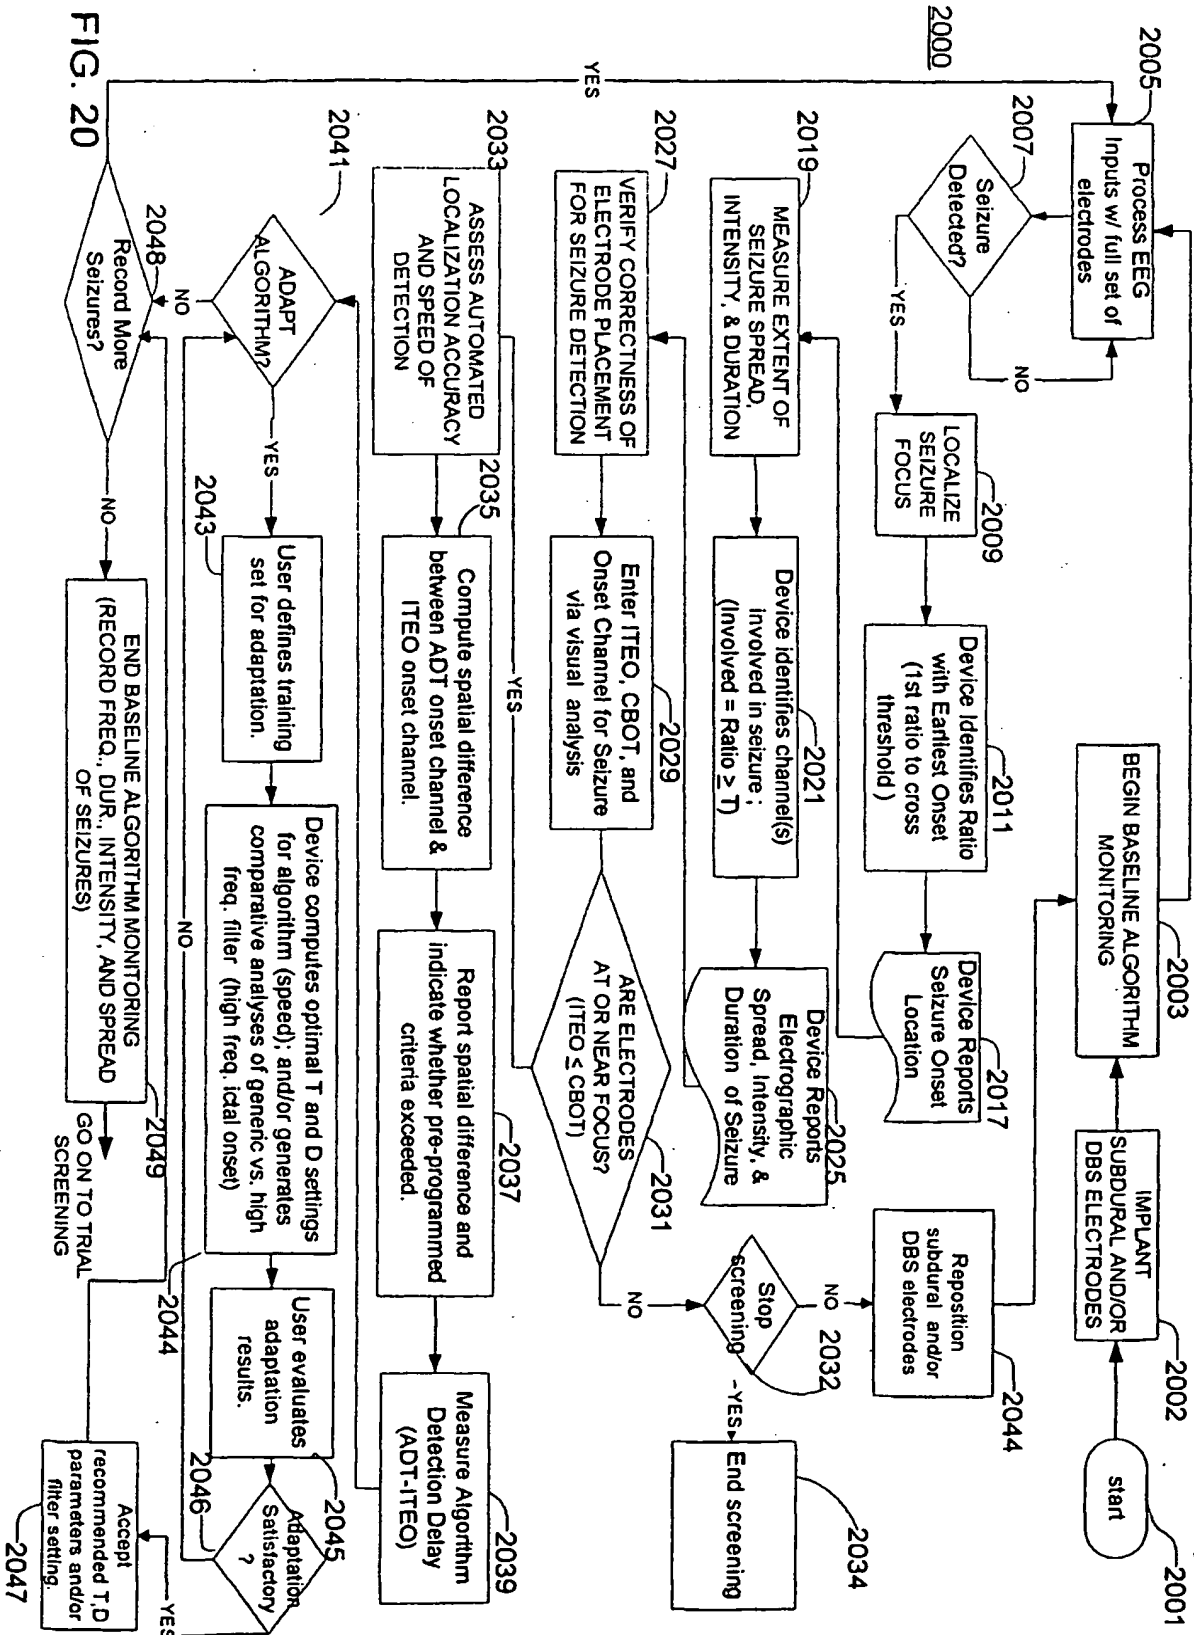 2000
start
2001
IMPLANT
SUBDURAL AND/OR
DBS ELECTRODES
2002
BEGIN BASELINE ALGORITHM
MONITORING
2003
2005
Process EEG
Inputs w/ full set of
electrodes
2007
Seizure
Detected?
NO
YES
LOCALIZE
SEIZURE
FOCUS
2009
Device Identifies Ratio
with Earliest Onset
(1st ratio to cross
threshold )
2011
Device Reports
Seizure Onset
Location
2017
Reposition
subdural and/or
DBS electrodes
2044
2019
MEASURE EXTENT OF
SEIZURE SPREAD,
INTENSITY, & DURATION
Device identifies channel(s)
involved in seizure ;
(Involved = Ratio ≥ T)
2021
Device Reports
Electrographic
Spread, Intensity, &
Duration of Seizure
2025
NO
Stop
screening
2032
YES
End screening
2034
2027
VERIFY CORRECTNESS OF
ELECTRODE PLACEMENT
FOR SEIZURE DETECTION
Enter ITEO, CBOT, and
Onset Channel for Seizure
via visual analysis
2029
ARE ELECTRODES
AT OR NEAR FOCUS?
(ITEO ≤ CBOT)
2031
NO
YES
2033
ASSESS AUTOMATED
LOCALIZATION ACCURACY
AND SPEED OF
DETECTION
2035
Compute spatial difference
between ADT onset channel &
ITEO onset channel.
Report spatial difference and
indicate whether pre-programmed
criteria exceeded.
2037
Measure Algorithm
Detection Delay
(ADT-ITEO)
2039
2041
ADAPT
ALGORITHM?
YES
NO
User defines training
set for adaptation.
2043
Device computes optimal T and D settings
for algorithm (speed); and/or generates
comparative analyses of generic vs. high
freq. filter (high freq. ictal onset)
2044
User evaluates
adaptation
results.
2045
Adaptation
Satisfactory
?
2046
NO
YES
Accept
recommended T,D
parameters and/or
filter setting.
2047
2048
Record More
Seizures?
YES
NO
END BASELINE ALGORITHM MONITORING
(RECORD FREQ., DUR., INTENSITY, AND SPREAD
OF SEIZURES)
2049
GO ON TO TRIAL
SCREENING
FIG. 20